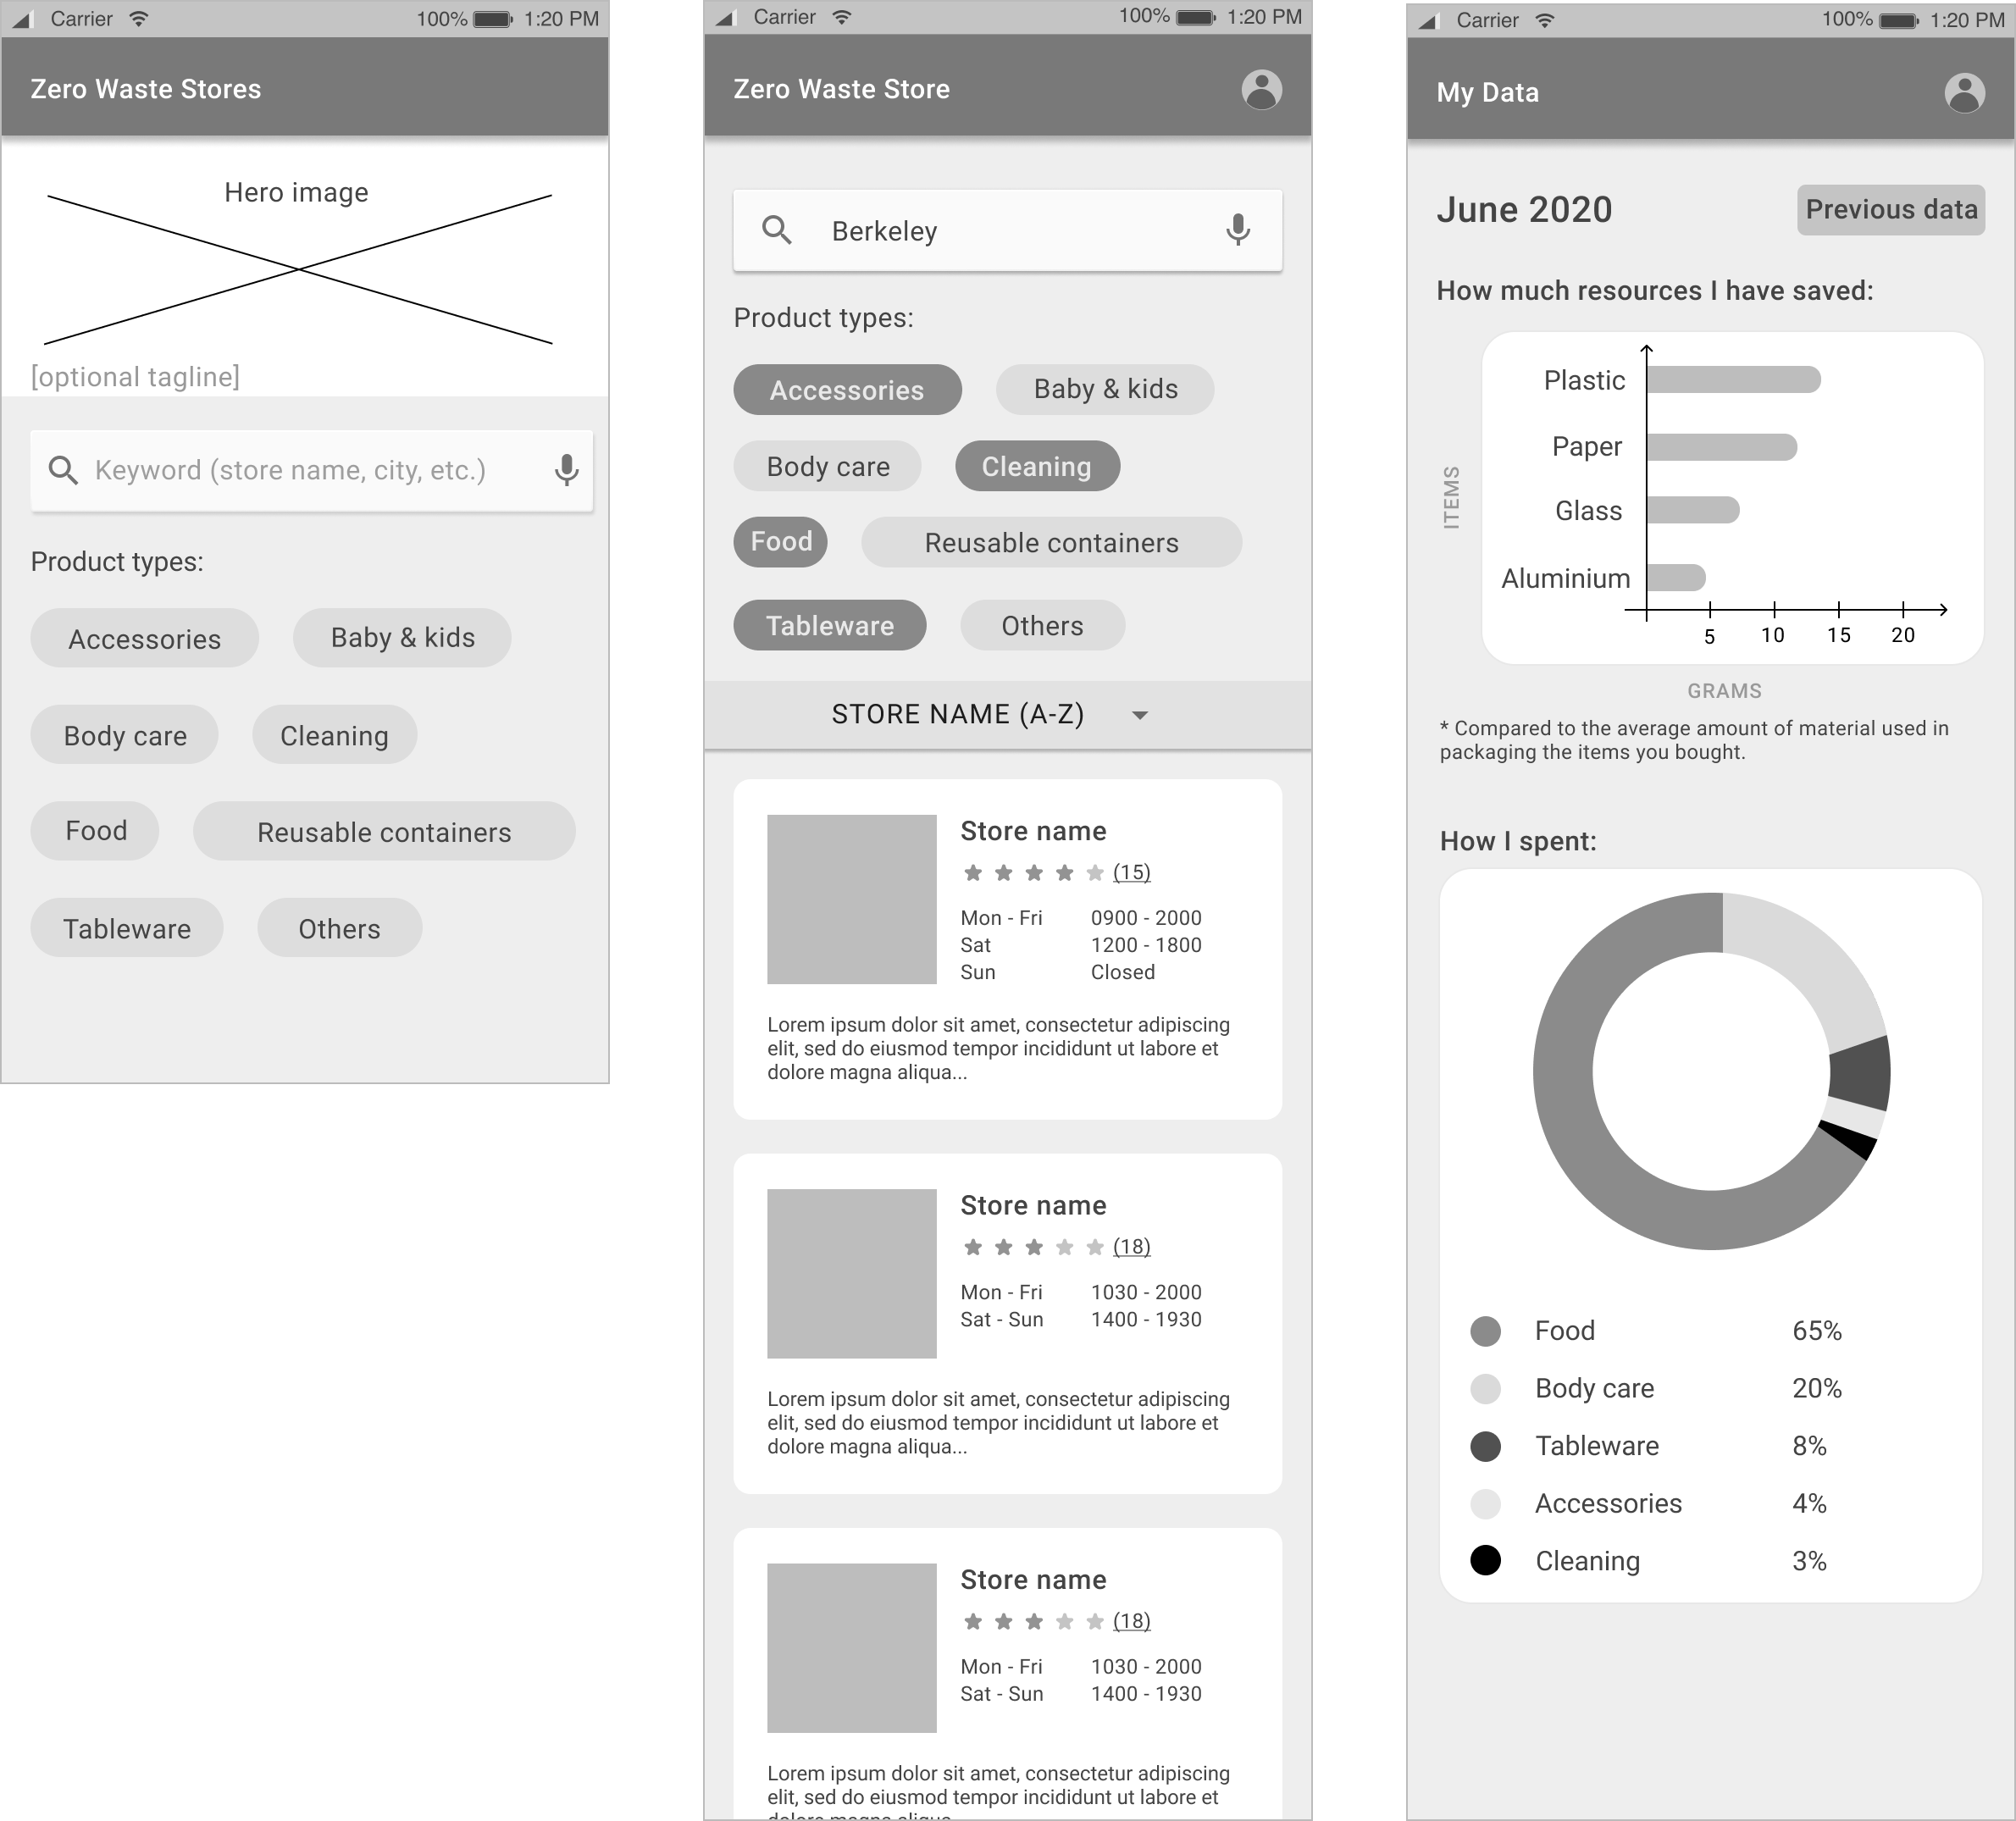 Carrier 100% 1:20 PM
Zero Waste Stores
Hero image
[optional tagline]
Keyword (store name, city, etc.)
Product types:
Accessories Baby & kids
Body care Cleaning
Food Reusable containers
Tableware Others
Carrier 100% 1:20 PM
Zero Waste Store
Berkeley
Product types:
Accessories Baby & kids
Body care Cleaning
Food Reusable containers
Tableware Others
STORE NAME (A-Z)
Store name
(15)
Mon - Fri 0900 - 2000
Sat 1200 - 1800
Sun Closed
Lorem ipsum dolor sit amet, consectetur adipiscing
elit, sed do eiusmod tempor incididunt ut labore et
dolore magna aliqua...
Store name
(18)
Mon - Fri 1030 - 2000
Sat - Sun 1400 - 1930
Lorem ipsum dolor sit amet, consectetur adipiscing
elit, sed do eiusmod tempor incididunt ut labore et
dolore magna aliqua...
Store name
(18)
Mon - Fri 1030 - 2000
Sat - Sun 1400 - 1930
Lorem ipsum dolor sit amet, consectetur adipiscing
elit, sed do eiusmod tempor incididunt ut labore et
Carrier 100% 1:20 PM
My Data
June 2020 Previous data
How much resources I have saved:
ITEMS
Plastic
Paper
Glass
Aluminium
5 10 15 20
GRAMS
* Compared to the average amount of material used in
packaging the items you bought.
How I spent:
Food 65%
Body care 20%
Tableware 8%
Accessories 4%
Cleaning 3%